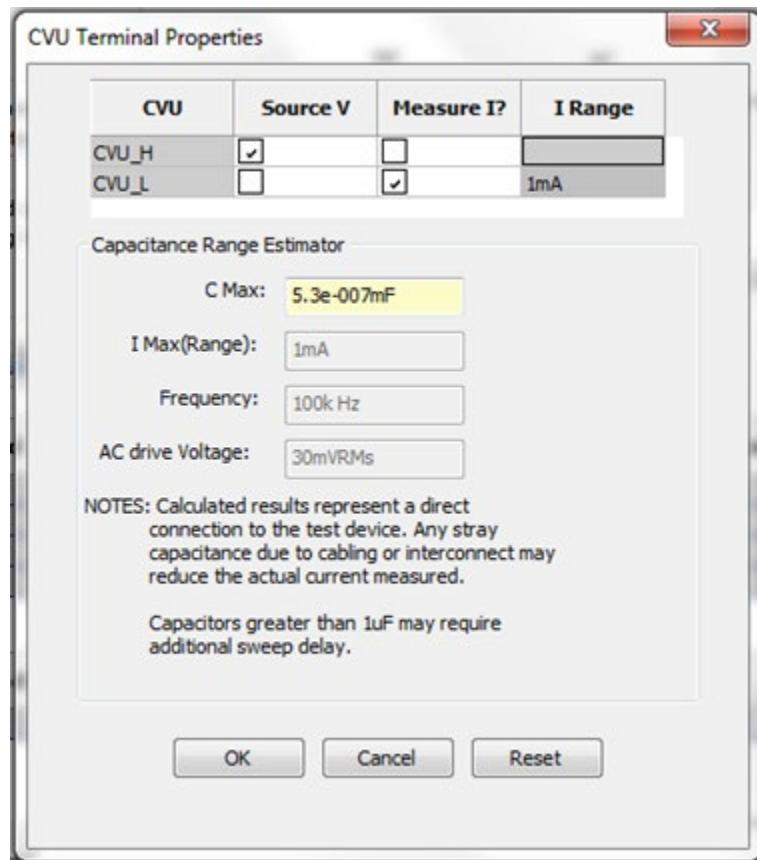 CVU Terminal Properties
CVU Source V Measure I? I Range
CVU_H
CVU_L 1mA
Capacitance Range Estimator
C Max: 5.3e-007mF
I Max(Range): 1mA
Frequency: 100k Hz
AC drive Voltage: 30mVRMs
NOTES: Calculated results represent a direct
connection to the test device. Any stray
capacitance due to cabling or interconnect may
reduce the actual current measured.
Capacitors greater than 1uF may require
additional sweep delay.
OK Cancel Reset